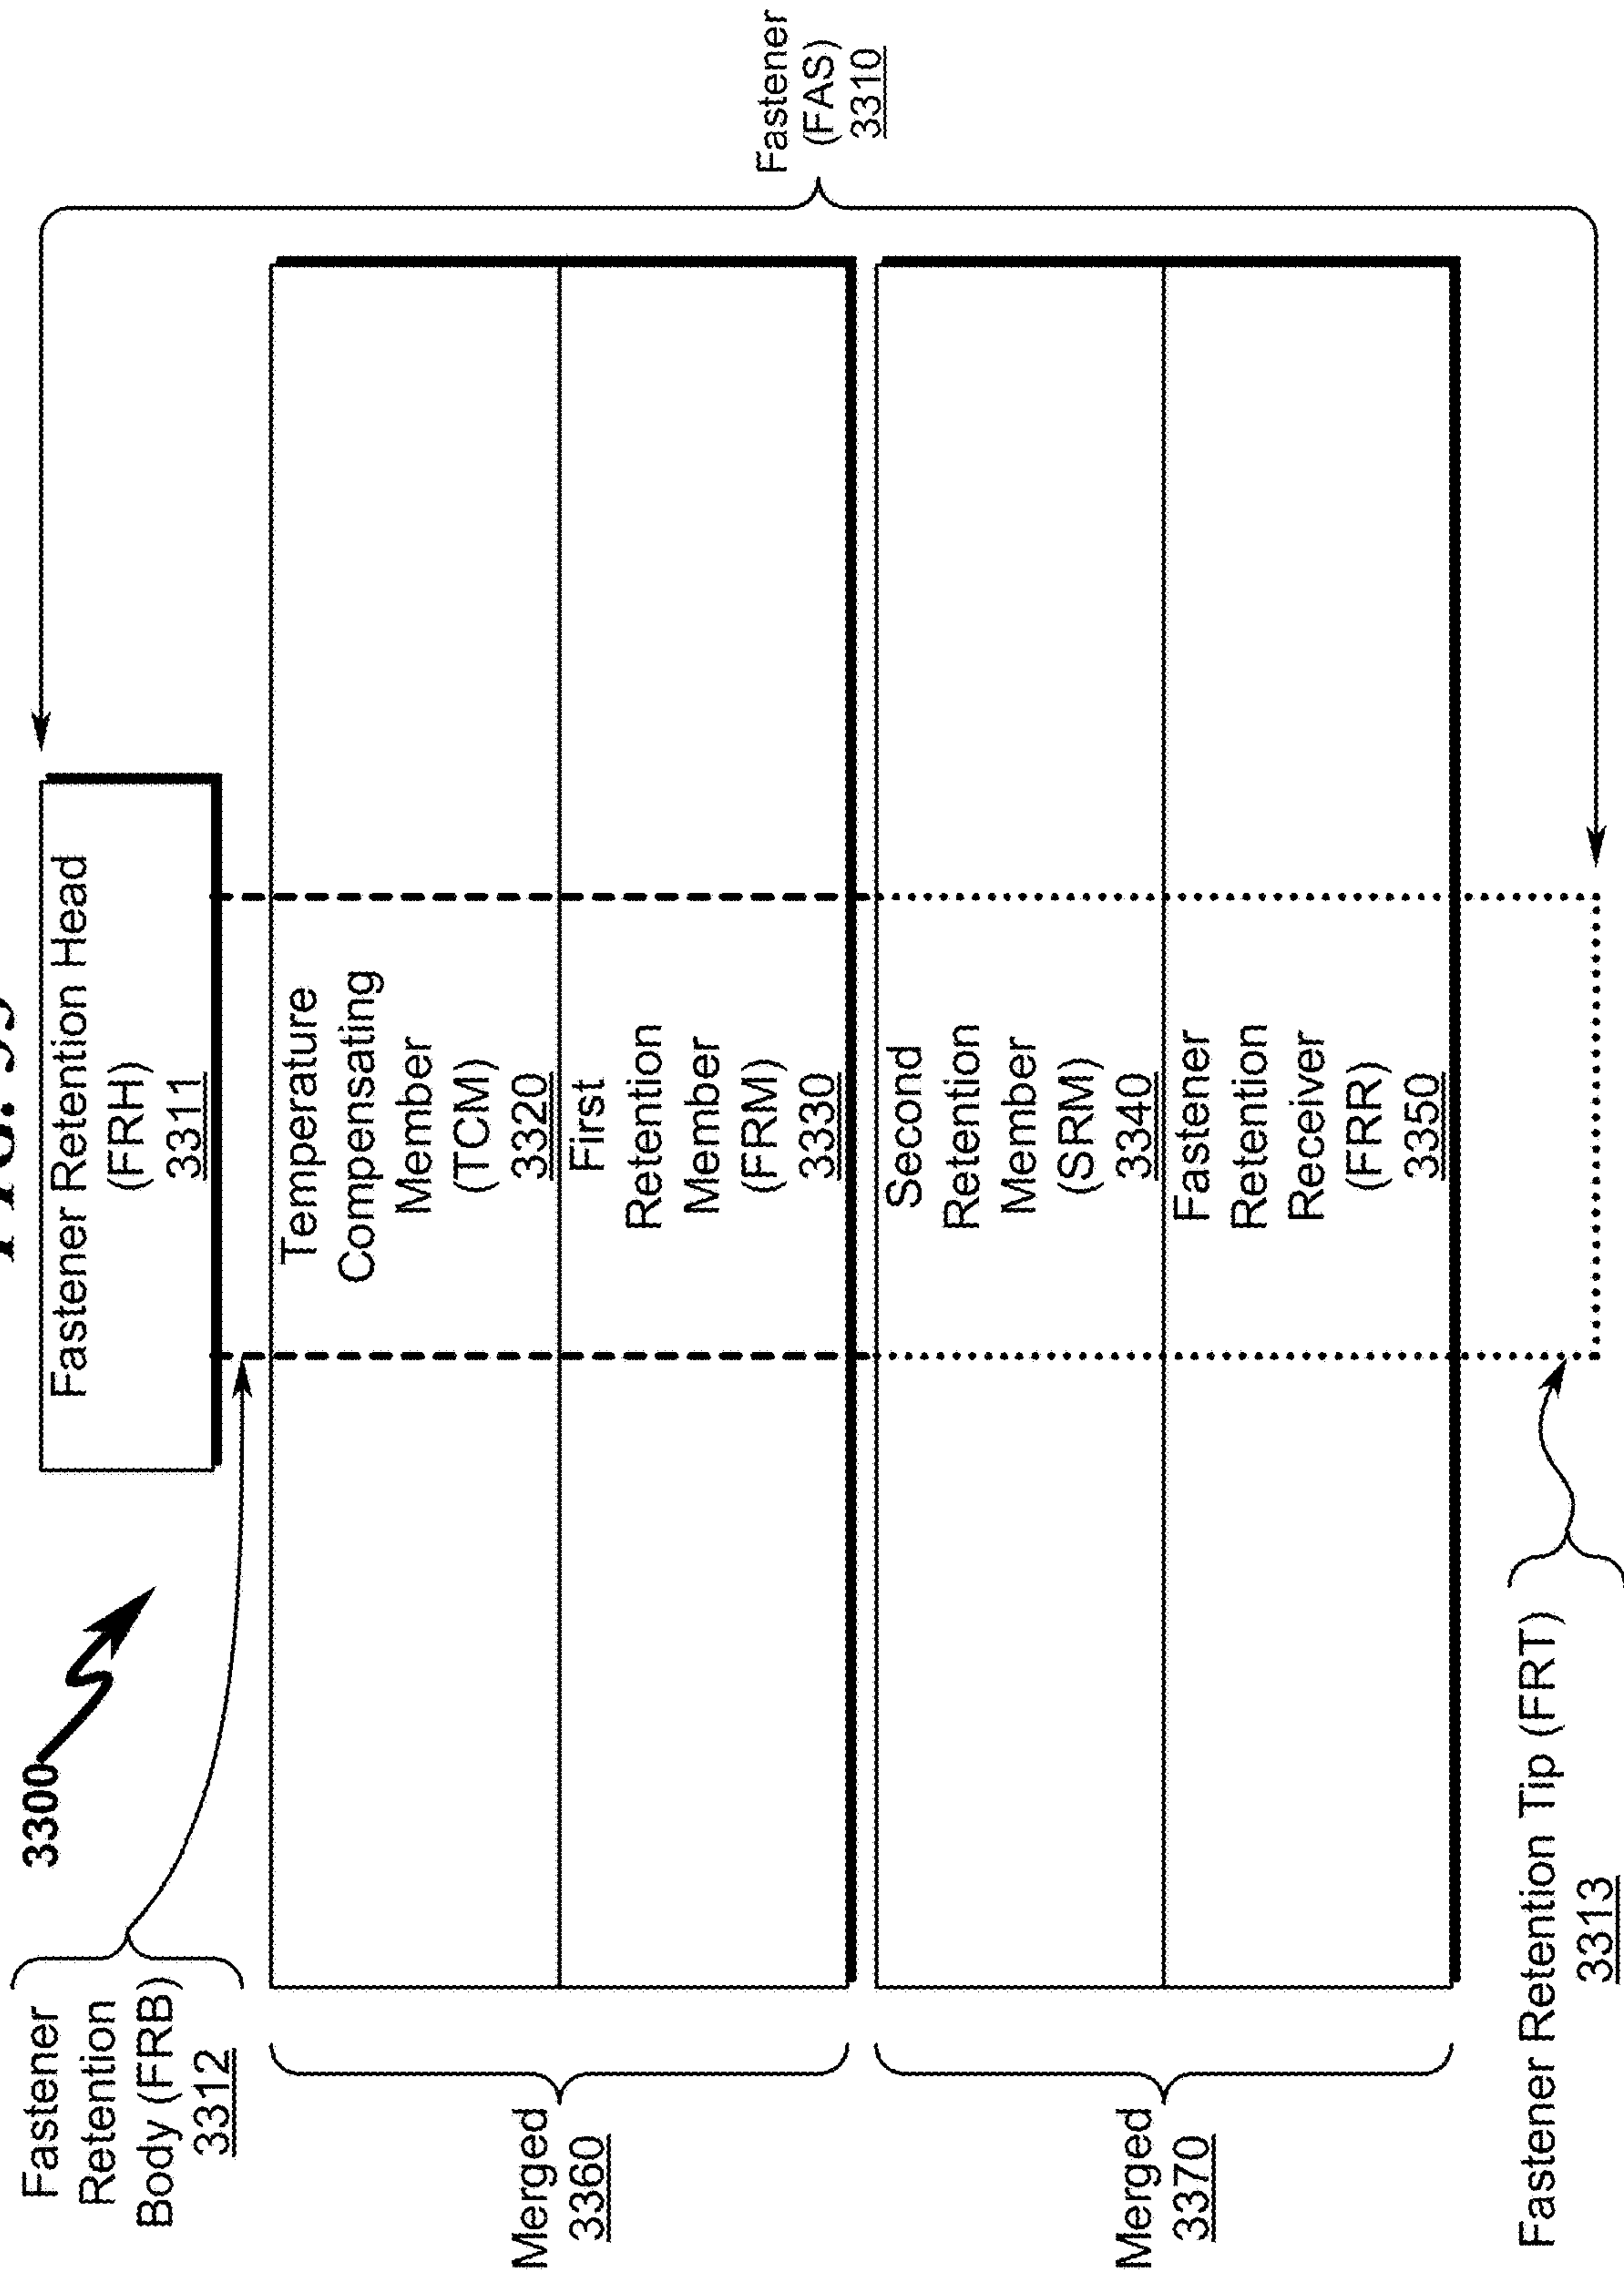 3300
Fastener
Retention
Body (FRB)
3312
Fastener Retention Head
(FRH)
3311
Temperature
Compensating
Member
(TCM)
3320
First
Retention
Member
(FRM)
3330
Merged
3360
Fastener
(FAS)
3310
Second
Retention
Member
(SRM)
3340
Fastener
Retention
Receiver
(FRR)
3350
Merged
3370
Fastener Retention Tip (FRT)
3313